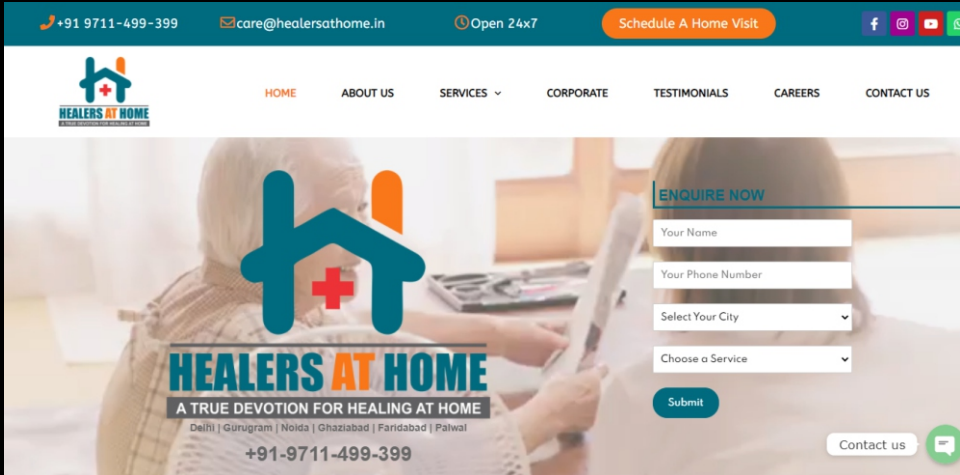 +91 9711-499-399
care@healersathome.in
Open 24x7
Schedule A Home Visit
HEALERS AT HOME
A TRUE DEVOTION FOR HEALING AT HOME
HOME
ABOUT US
SERVICES
CORPORATE
TESTIMONIALS
CAREERS
CONTACT US
HEALERS AT HOME
A TRUE DEVOTION FOR HEALING AT HOME
Delhi | Gurugram | Noida | Ghaziabad | Faridabad | Palwal
+91-9711-499-399
ENQUIRE NOW
Your Name
Your Phone Number
Select Your City
Choose a Service
Submit
Contact us